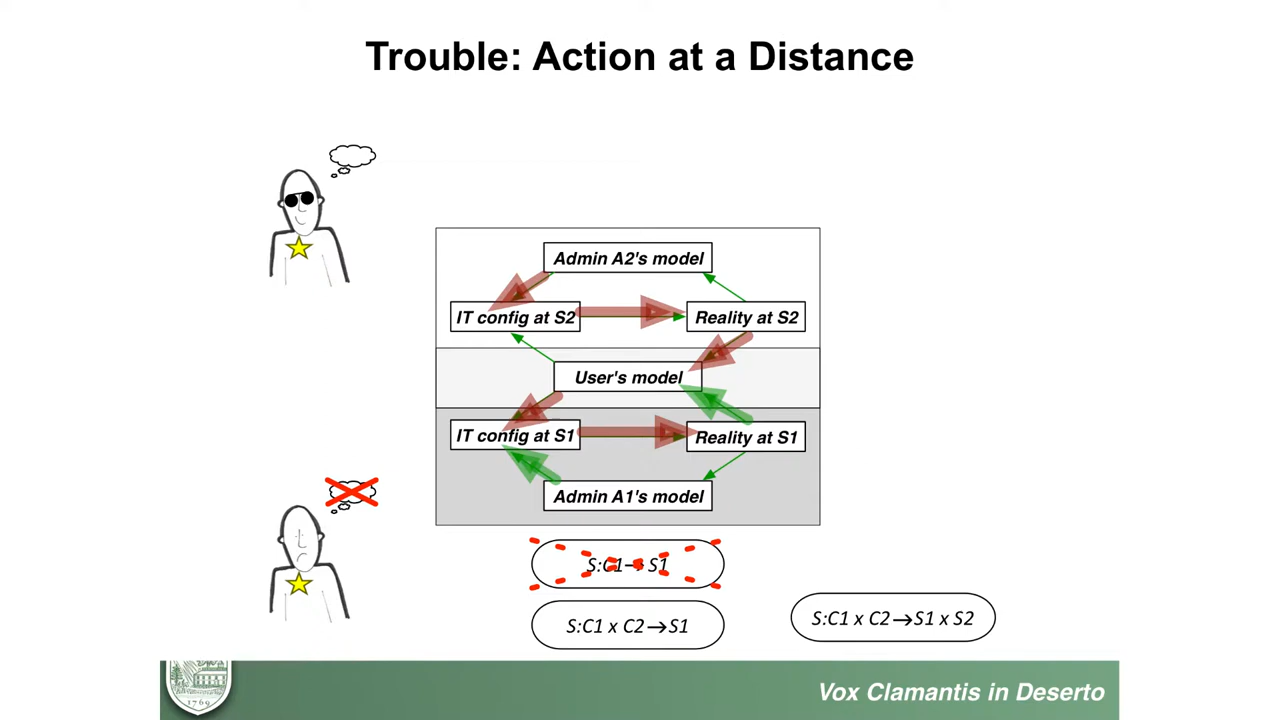 Trouble: Action at a Distance
Admin A2's model
IT config at S2
Reality at S2
User's model
IT config at S1
Reality at S1
Admin A1's model
S:C1→S1
S:C1 x C2→S1
S:C1 x C2→S1 x S2
1769
Vox Clamantis in Deserto